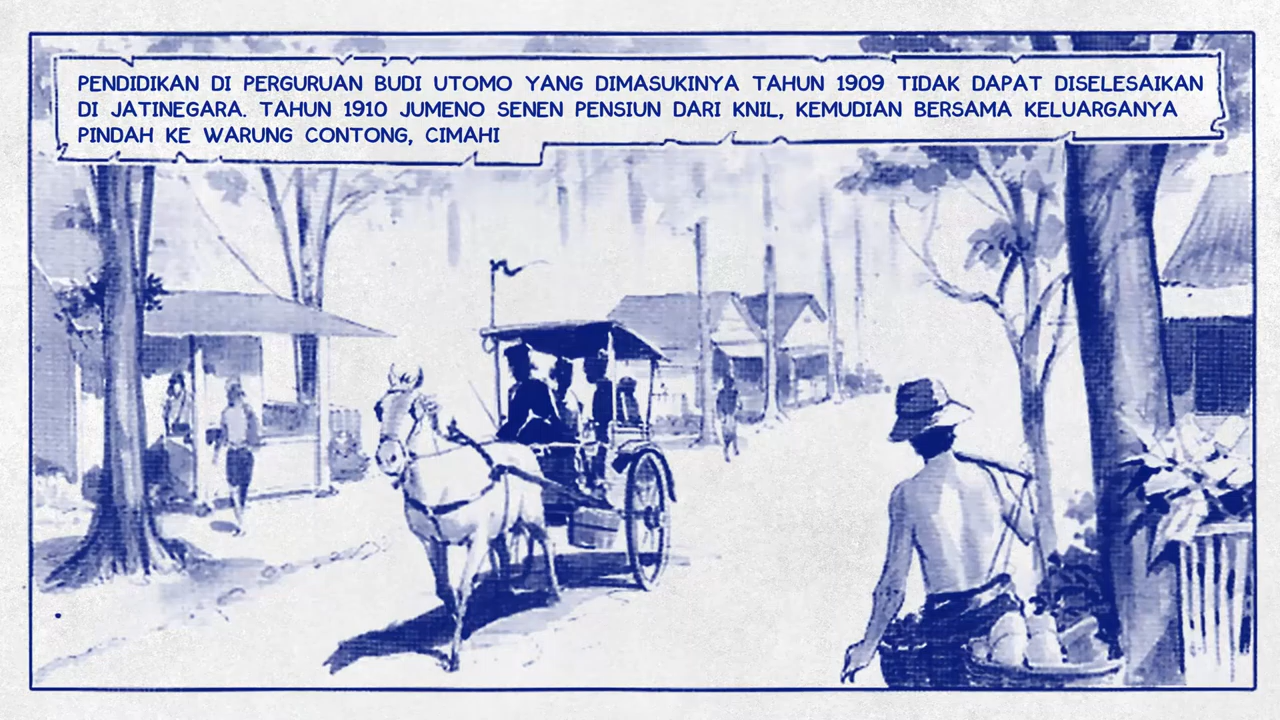 PENDIDIKAN DI PERGURUAN BUDI UTOMO YANG DIMASUKINYA TAHUN 1909 TIDAK DAPAT DISELESAIKAN
DI JATINEGARA. TAHUN 1910 JUMENO SENEN PENSIUN DARI KNIL, KEMUDIAN BERSAMA KELUARGANYA
PINDAH KE WARUNG CONTONG, CIMAHI